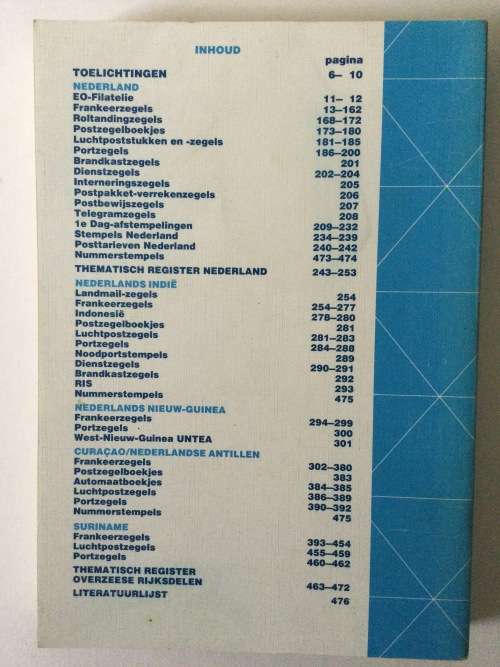 INHOUD
pagina
TOELICHTINGEN 6– 10
NEDERLAND
EO-Filatelie 11– 12
Frankeerzegels 13–162
Roltandingzegels 168–172
Postzegelboekjes 173–180
Luchtpoststukken en -zegels 181–185
Portzegels 186–200
Brandkastzegels 201
Dienstzegels 202–204
Interneringszegels 205
Postpakket-verrekenzegels 206
Postbewijszegels 207
Telegramzegels 208
1e Dag-afstempelingen 209–232
Stempels Nederland 234–239
Posttarieven Nederland 240–242
Nummerstempels 473–474
THEMATISCH REGISTER NEDERLAND 243–253
NEDERLANDS INDIË
Landmail-zegels 254
Frankeerzegels 254–277
Indonesië 278–280
Postzegelboekjes 281
Luchtpostzegels 281–283
Portzegels 284–288
Noodportstempels 289
Dienstzegels 290–291
Brandkastzegels 292
RIS 293
Nummerstempels 475
NEDERLANDS NIEUW-GUINEA
Frankeerzegels 294–299
Portzegels 300
West-Nieuw-Guinea UNTEA 301
CURAÇAO/NEDERLANDSE ANTILLEN
Frankeerzegels 302–380
Postzegelboekjes 383
Automaatboekjes 384–385
Luchtpostzegels 386–389
Portzegels 390–392
Nummerstempels 475
SURINAME
Frankeerzegels 393–454
Luchtpostzegels 455–459
Portzegels 460–462
THEMATISCH REGISTER
OVERZEESE RIJKSDELEN 463–472
LITERATUURLIJST 476